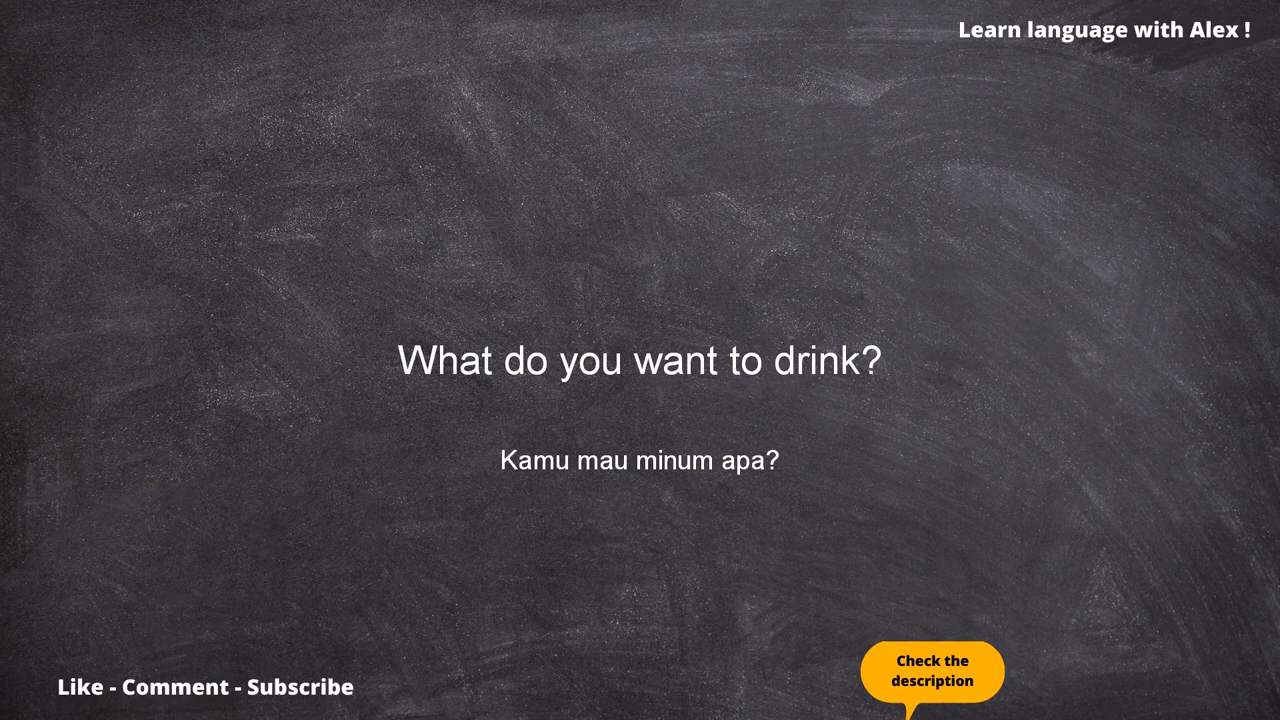 Learn language with Alex !
What do you want to drink?
Kamu mau minum apa?
Check the
description
Like - Comment - Subscribe